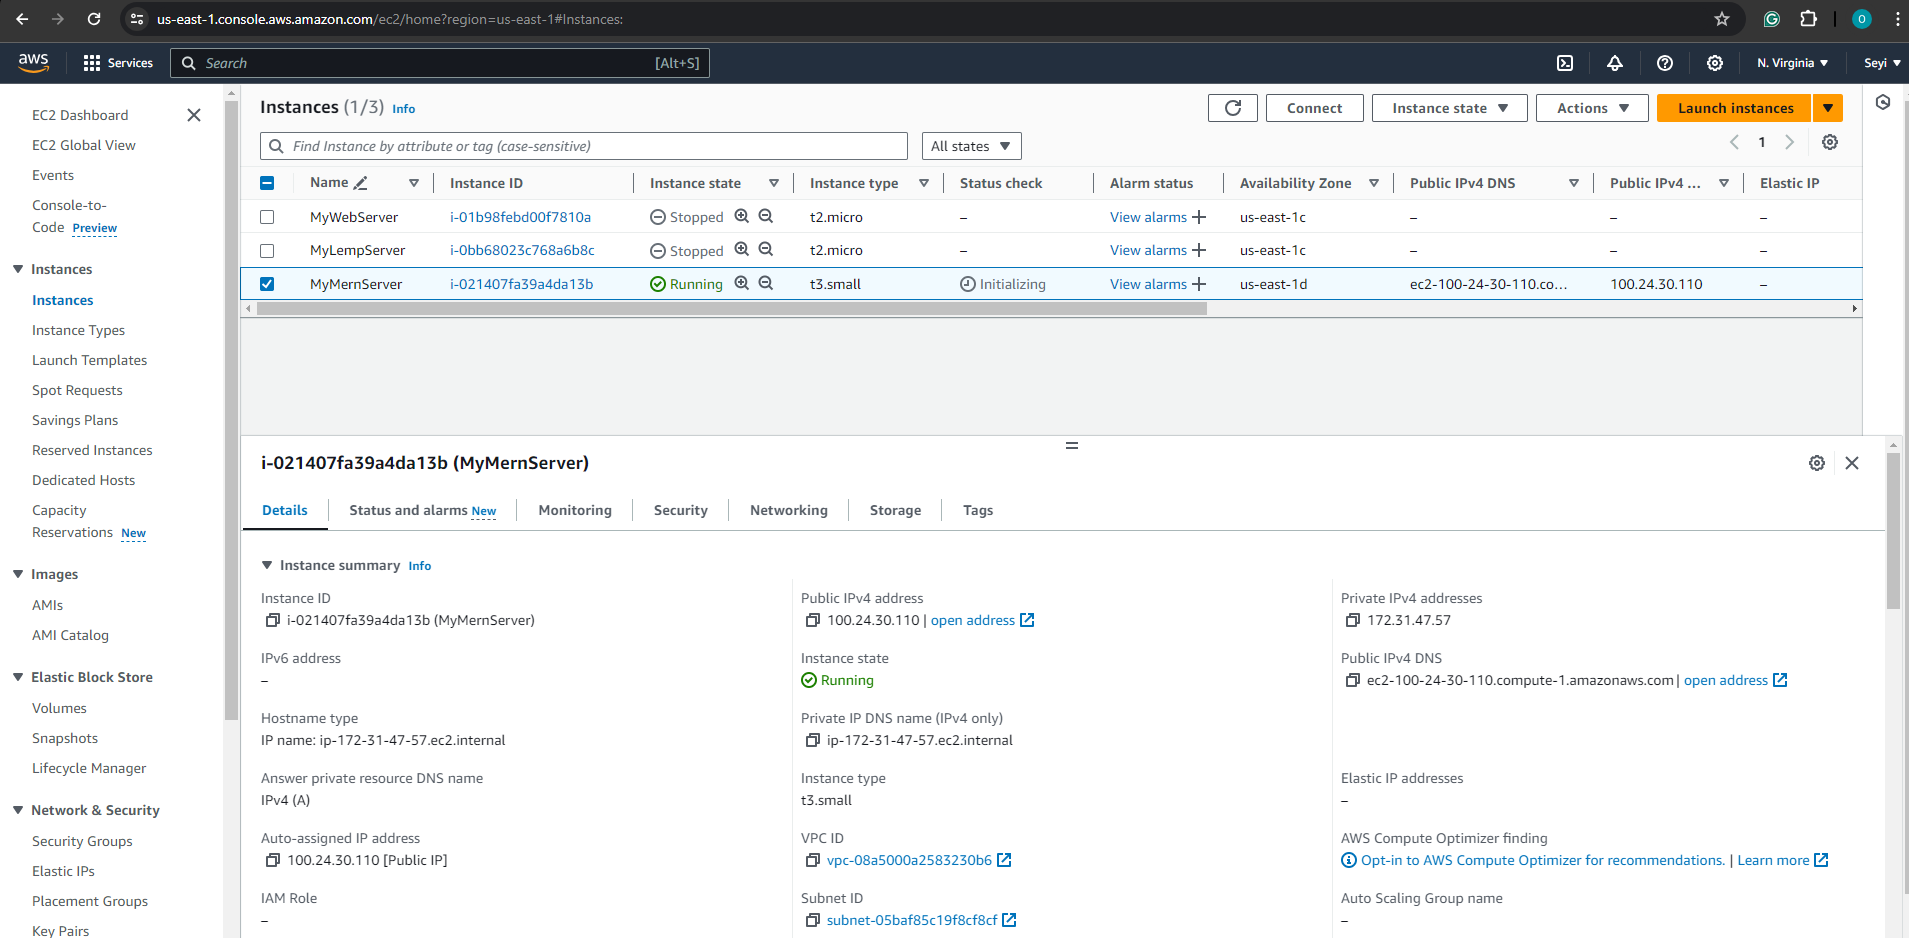 us-east-1.console.aws.amazon.com/ec2/home?region=us-east-1#Instances:
O
aws
Services
Search
[Alt+S]
N. Virginia
Seyi
EC2 Dashboard
EC2 Global View
Events
Console-to-
Code Preview
Instances
Instances
Instance Types
Launch Templates
Spot Requests
Savings Plans
Reserved Instances
Dedicated Hosts
Capacity
Reservations New
Images
AMIs
AMI Catalog
Elastic Block Store
Volumes
Snapshots
Lifecycle Manager
Network & Security
Security Groups
Elastic IPs
Placement Groups
Key Pairs
Instances (1/3) Info
Connect
Instance state
Actions
Launch instances
Find Instance by attribute or tag (case-sensitive)
All states
1
Name Instance ID Instance state Instance type Status check Alarm status Availability Zone Public IPv4 DNS Public IPv4 ... Elastic IP
MyWebServer i-01b98febd00f7810a Stopped t2.micro – View alarms + us-east-1c – – –
MyLempServer i-0bb68023c768a6b8c Stopped t2.micro – View alarms + us-east-1c – – –
MyMernServer i-021407fa39a4da13b Running t3.small Initializing View alarms + us-east-1d ec2-100-24-30-110.co... 100.24.30.110 –
i-021407fa39a4da13b (MyMernServer)
Details
Status and alarms New
Monitoring
Security
Networking
Storage
Tags
Instance summary Info
Instance ID
i-021407fa39a4da13b (MyMernServer)
Public IPv4 address
100.24.30.110 | open address
Private IPv4 addresses
172.31.47.57
IPv6 address
–
Instance state
Running
Public IPv4 DNS
ec2-100-24-30-110.compute-1.amazonaws.com | open address
Hostname type
IP name: ip-172-31-47-57.ec2.internal
Private IP DNS name (IPv4 only)
ip-172-31-47-57.ec2.internal
Answer private resource DNS name
IPv4 (A)
Instance type
t3.small
Elastic IP addresses
–
Auto-assigned IP address
100.24.30.110 [Public IP]
VPC ID
vpc-08a5000a2583230b6
AWS Compute Optimizer finding
Opt-in to AWS Compute Optimizer for recommendations. | Learn more
IAM Role
–
Subnet ID
subnet-05baf85c19f8cf8cf
Auto Scaling Group name
–